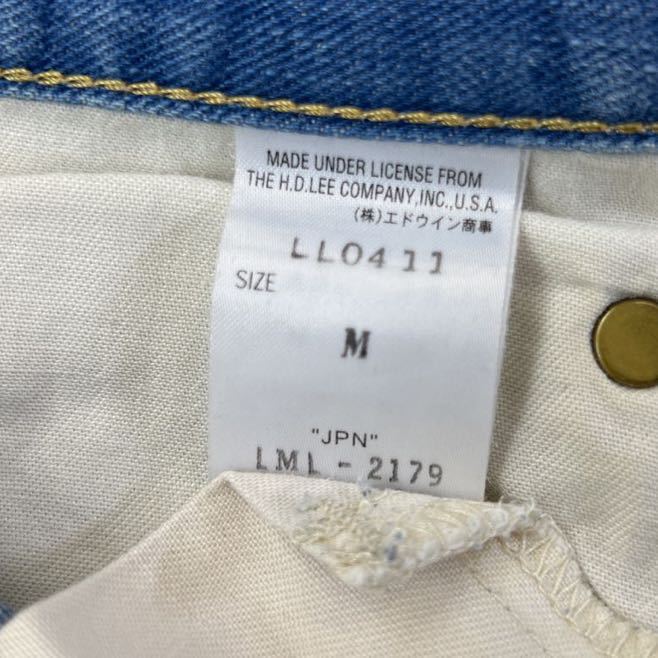 MADE UNDER LICENSE FROM
THE H.D.LEE COMPANY,INC.,U.S.A.
(株)エドウイン商事
LL0411
SIZE
M
"JPN"
LML-2179